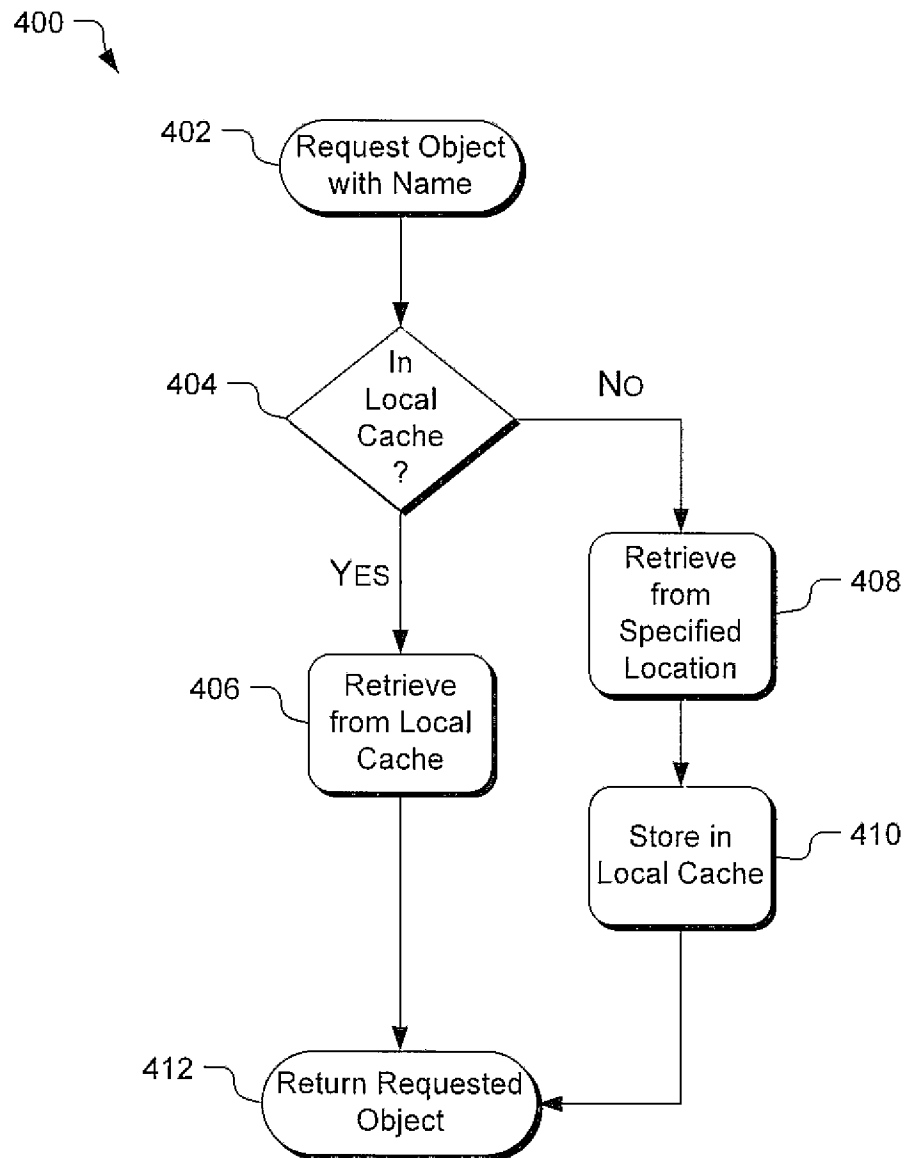 400
402
Request Object
with Name
404
In
Local
Cache
?
NO
YES
Retrieve
from
Specified
Location
408
406
Retrieve
from Local
Cache
Store in
Local Cache
410
412
Return Requested
Object